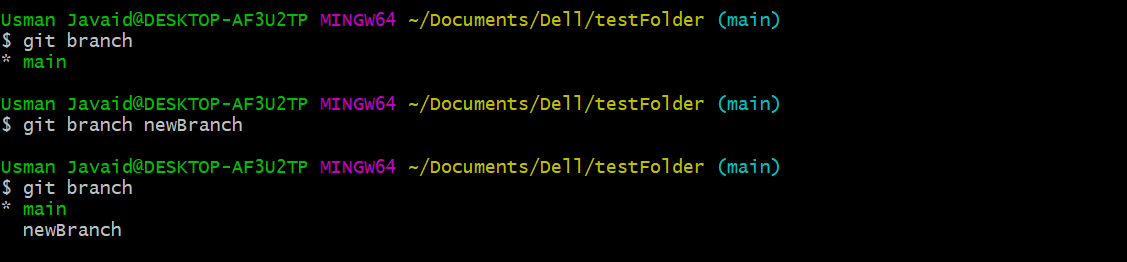 Usman Javaid@DESKTOP-AF3U2TP MINGW64 ~/Documents/Dell/testFolder (main)
$ git branch
* main
Usman Javaid@DESKTOP-AF3U2TP MINGW64 ~/Documents/Dell/testFolder (main)
$ git branch newBranch
Usman Javaid@DESKTOP-AF3U2TP MINGW64 ~/Documents/Dell/testFolder (main)
$ git branch
* main
newBranch